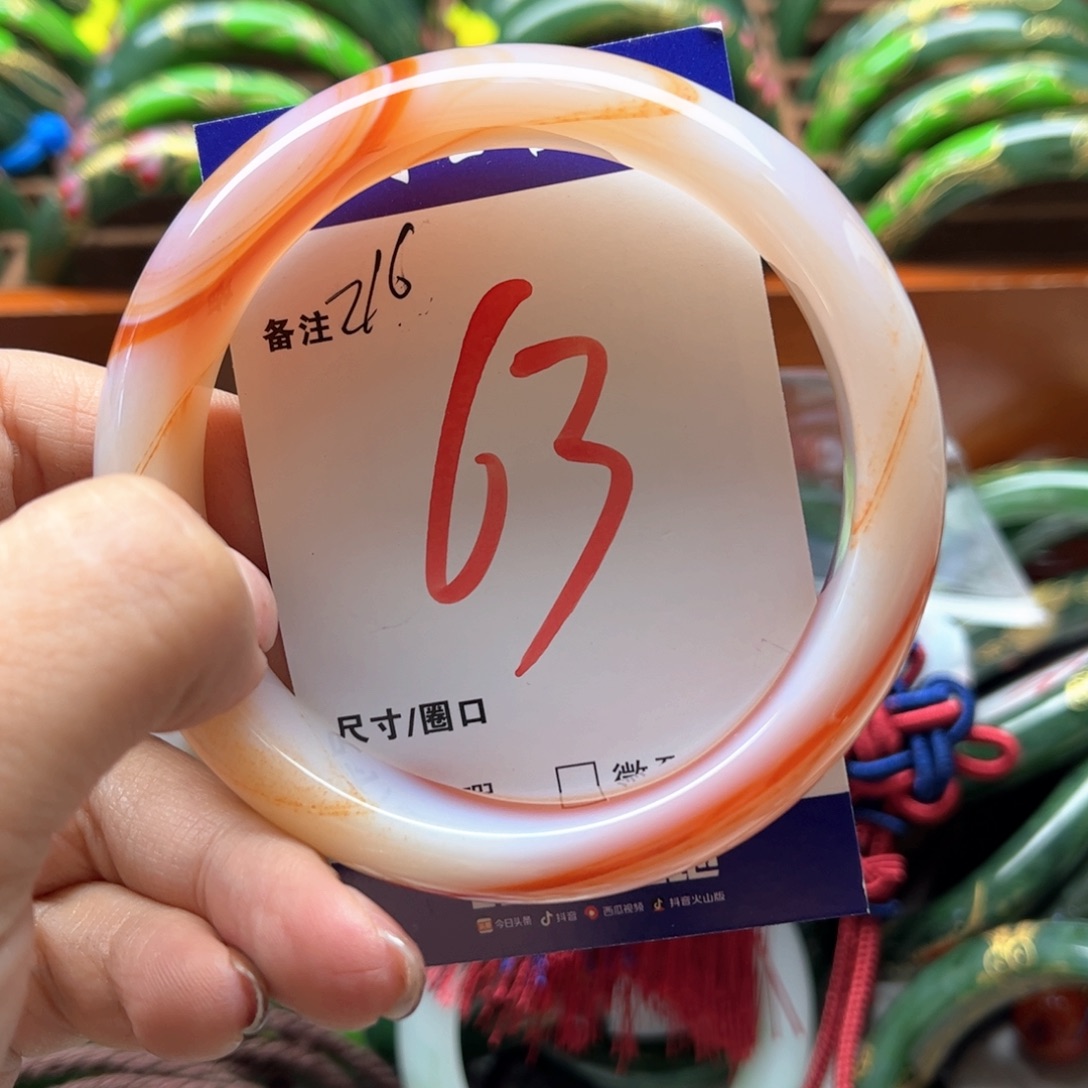 备注 216
63
尺寸/圈口
今日头条 抖音 西瓜视频 抖音火山版